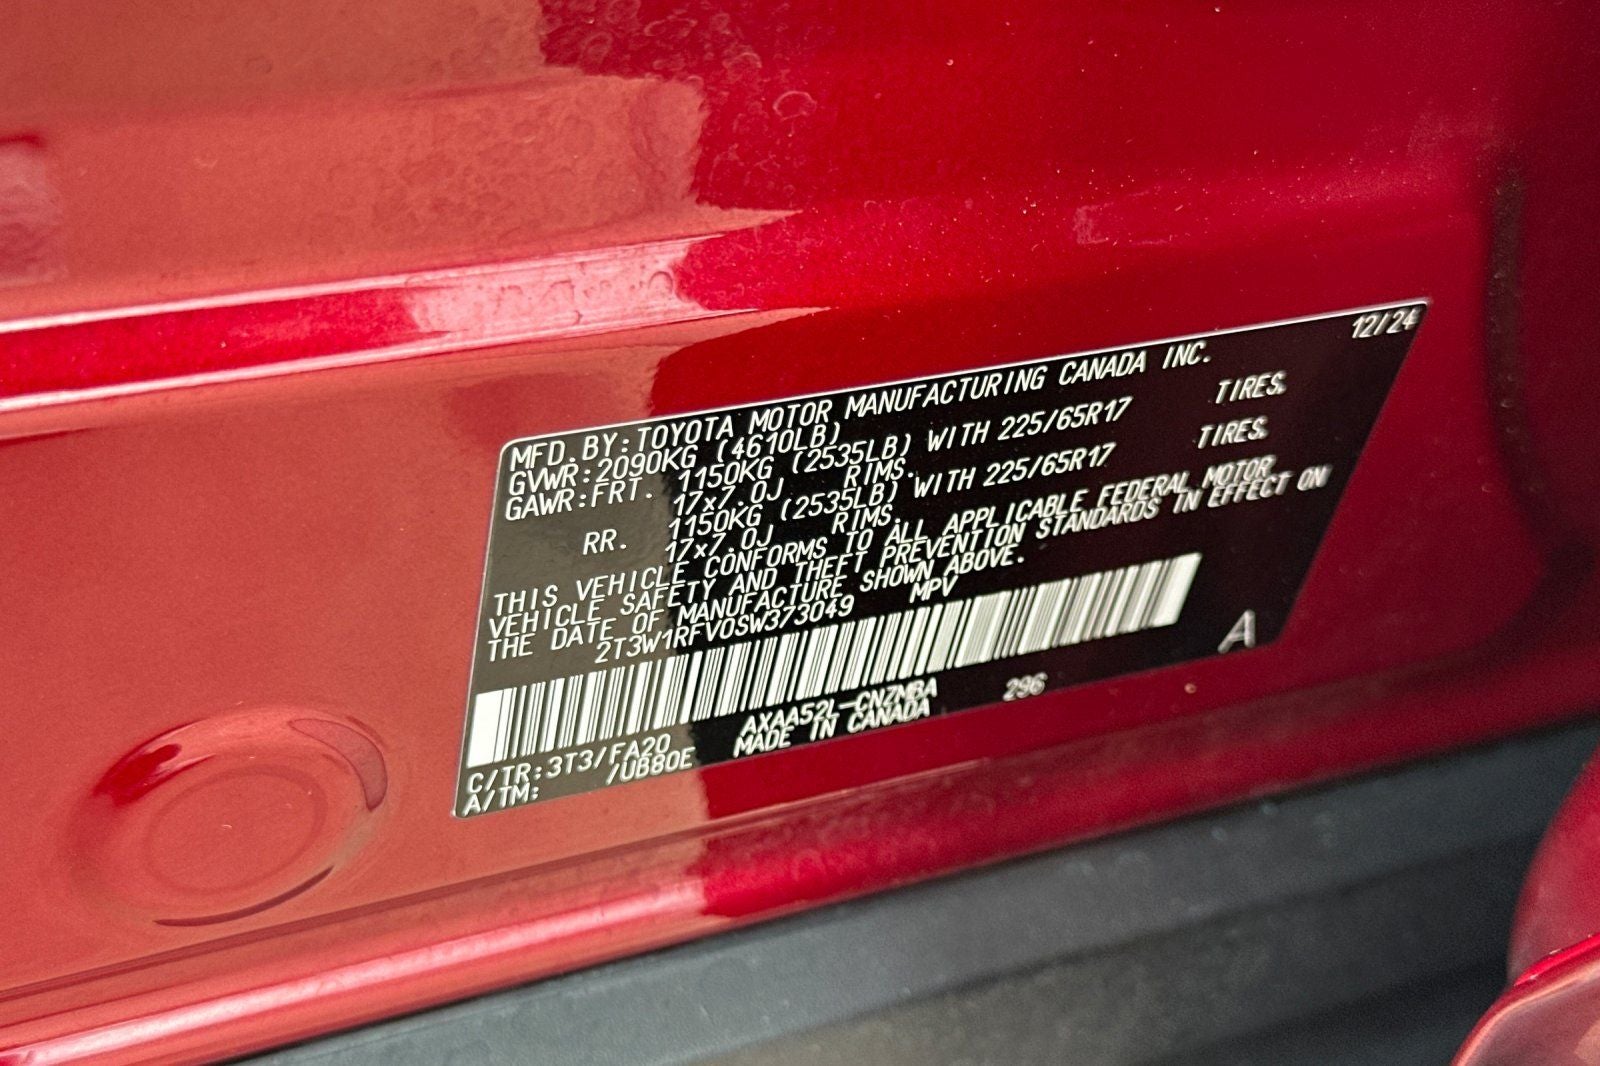 12/24
MFD.BY:TOYOTA MOTOR MANUFACTURING CANADA INC.
GVWR:2090KG (4610LB)
GAWR:FRT. 1150KG (2535LB) WITH 225/65R17 TIRES.
17x7.0J RIMS.
RR. 1150KG (2535LB) WITH 225/65R17 TIRES.
17x7.0J RIMS.
THIS VEHICLE CONFORMS TO ALL APPLICABLE FEDERAL MOTOR
VEHICLE SAFETY AND THEFT PREVENTION STANDARDS IN EFFECT ON
THE DATE OF MANUFACTURE SHOWN ABOVE.
2T3W1RFV0SW373049 MPV
A
AXAA52L-CNZMBA 296
C/TR:3T3/FA20 MADE IN CANADA
A/TM: /UB80E